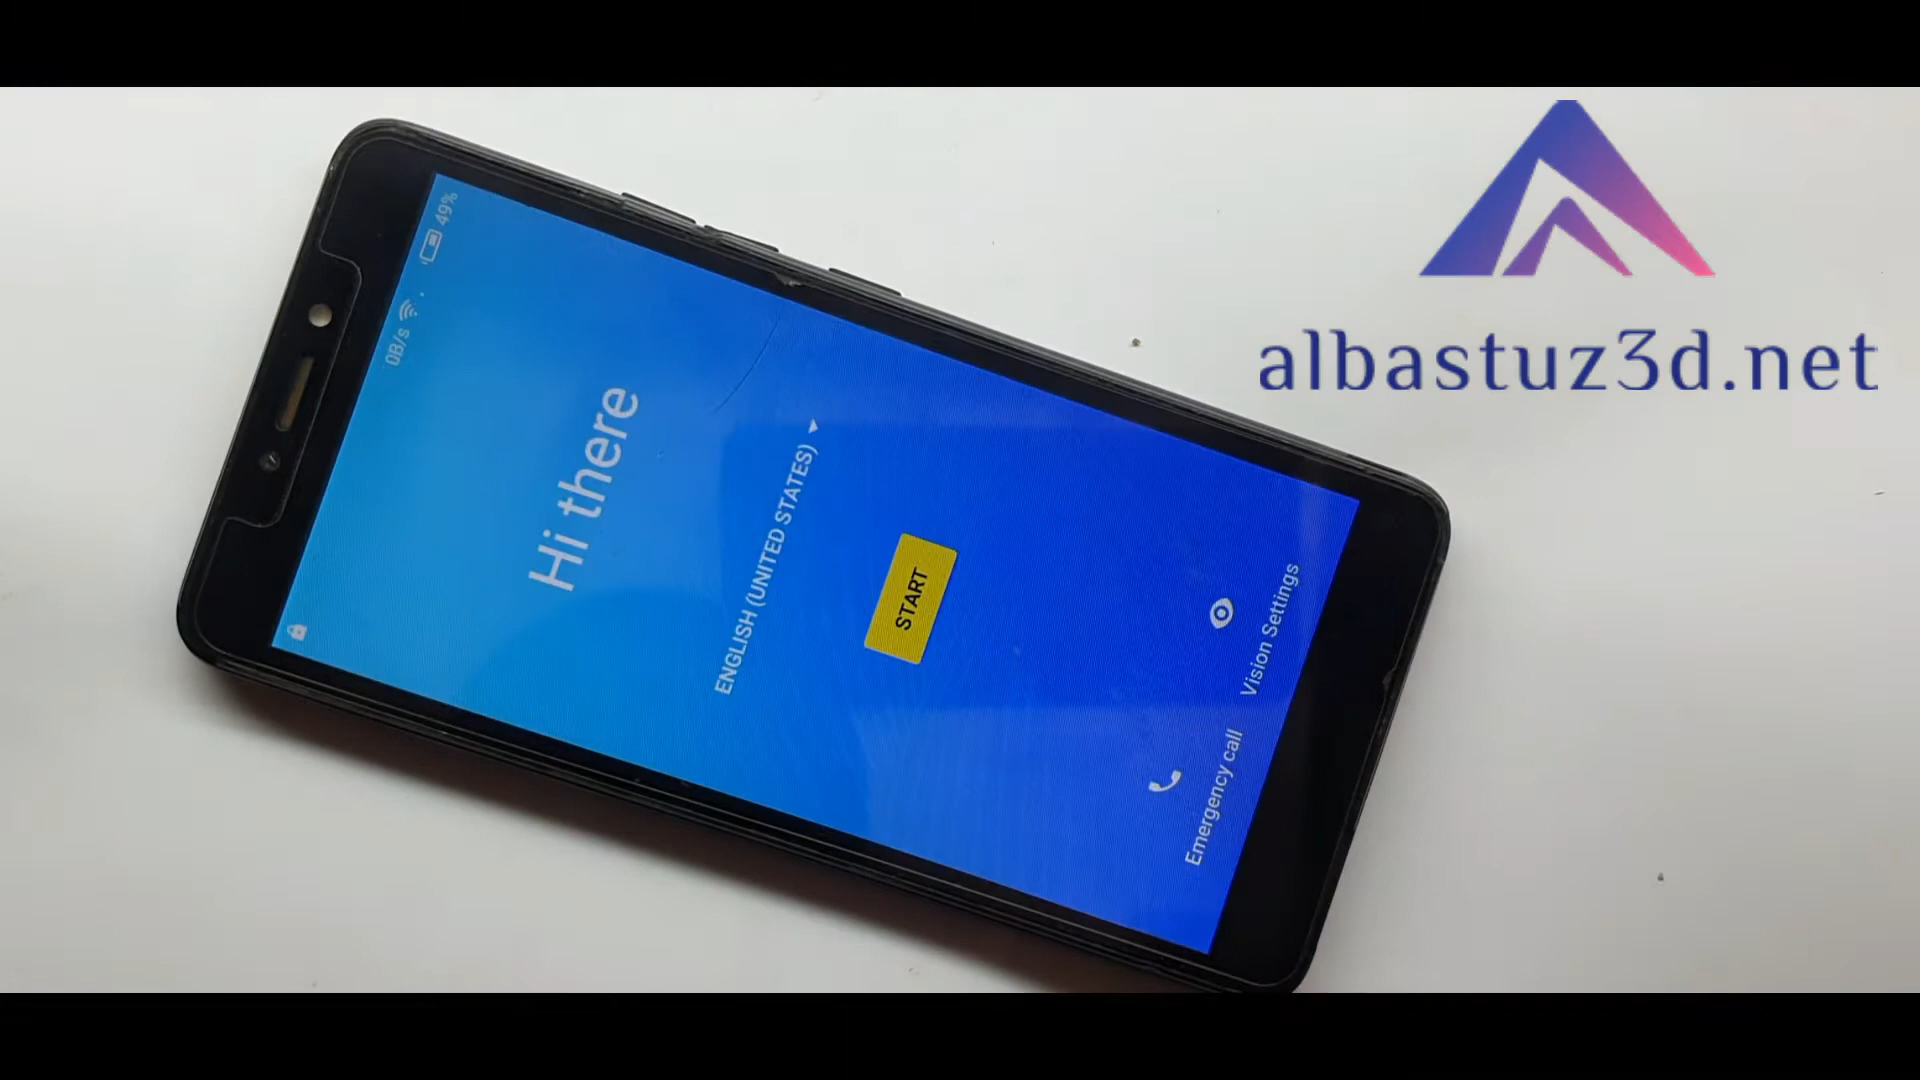 albastuz3d.net
0B/s 49%
Hi there
ENGLISH (UNITED STATES)
START
Emergency call
Vision Settings